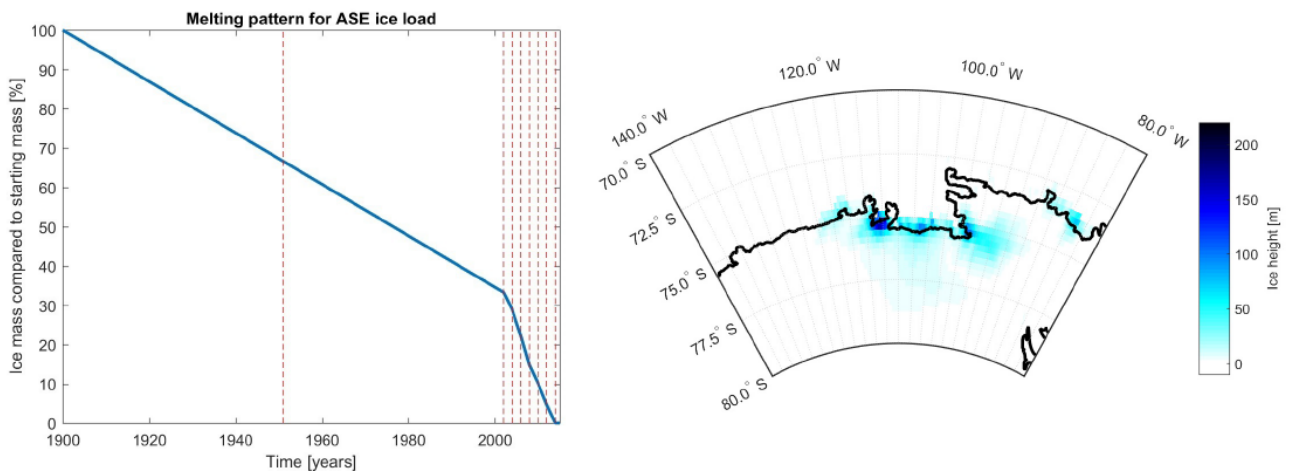 Melting pattern for ASE ice load
Ice mass compared to starting mass [%]
100
90
80
70
60
50
40
30
20
10
0
1900
1920
1940
1960
1980
2000
Time [years]
140.0° W
120.0° W
100.0° W
80.0° W
70.0° S
72.5° S
75.0° S
77.5° S
80.0° S
200
150
100
50
0
Ice height [m]